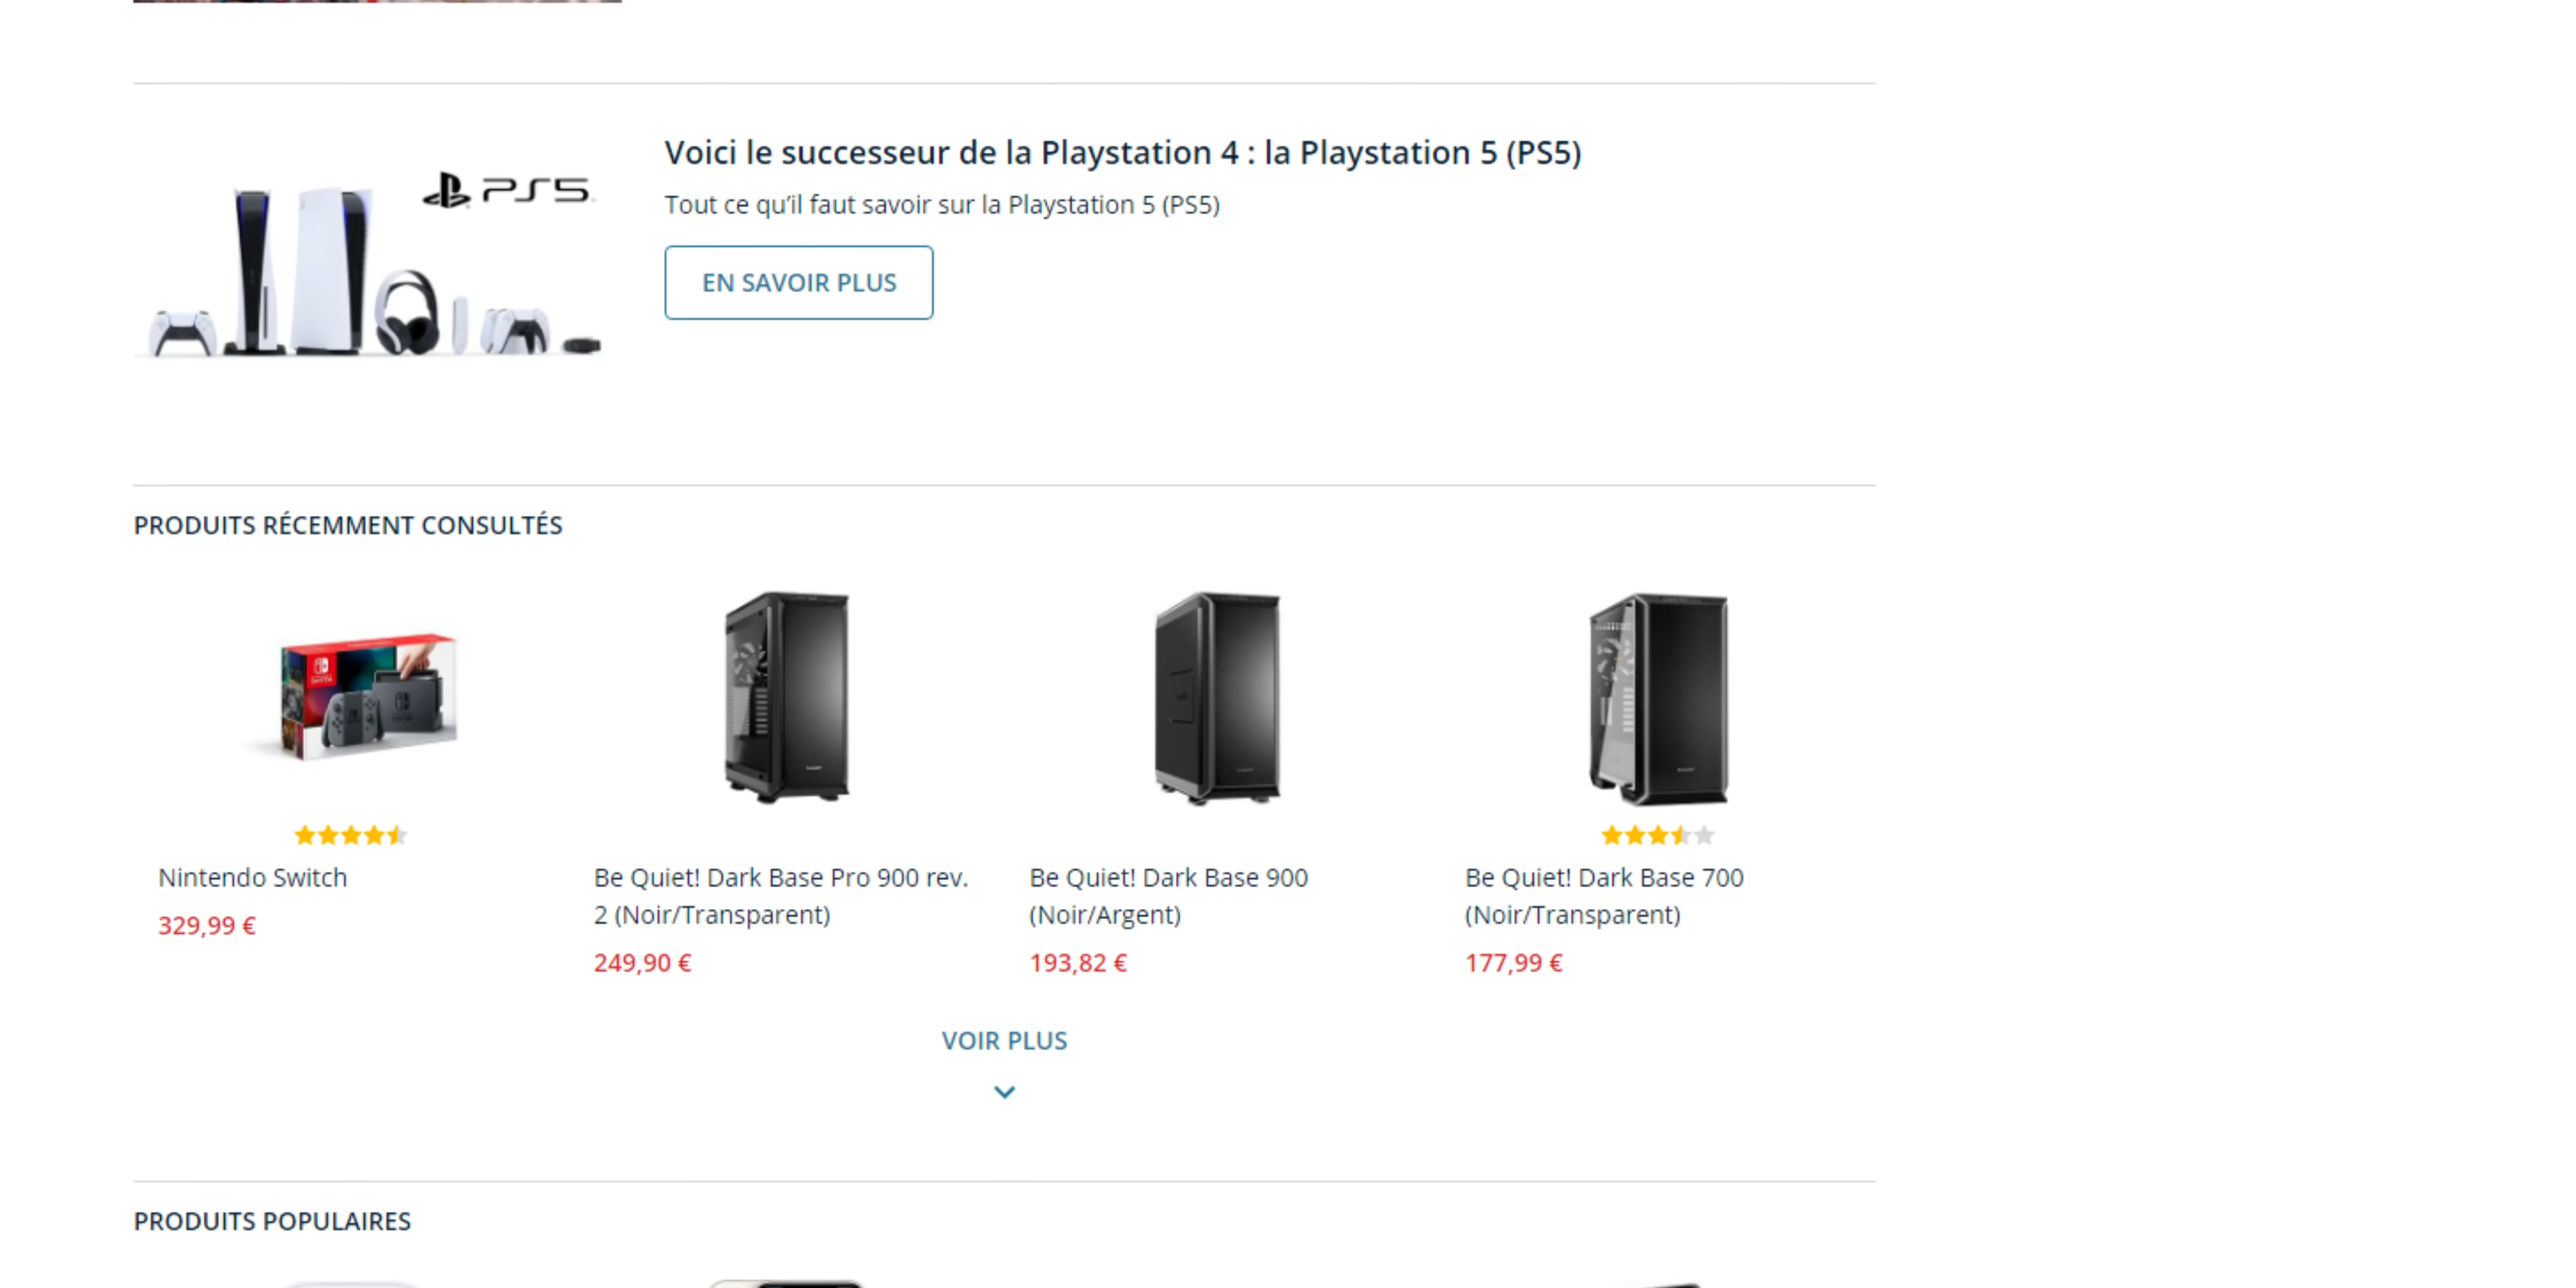 PS5
Voici le successeur de la Playstation 4 : la Playstation 5 (PS5)
Tout ce qu’il faut savoir sur la Playstation 5 (PS5)
EN SAVOIR PLUS
PRODUITS RÉCEMMENT CONSULTÉS
Nintendo Switch
329,99 €
Be Quiet! Dark Base Pro 900 rev.
2 (Noir/Transparent)
249,90 €
Be Quiet! Dark Base 900
(Noir/Argent)
193,82 €
Be Quiet! Dark Base 700
(Noir/Transparent)
177,99 €
VOIR PLUS
PRODUITS POPULAIRES